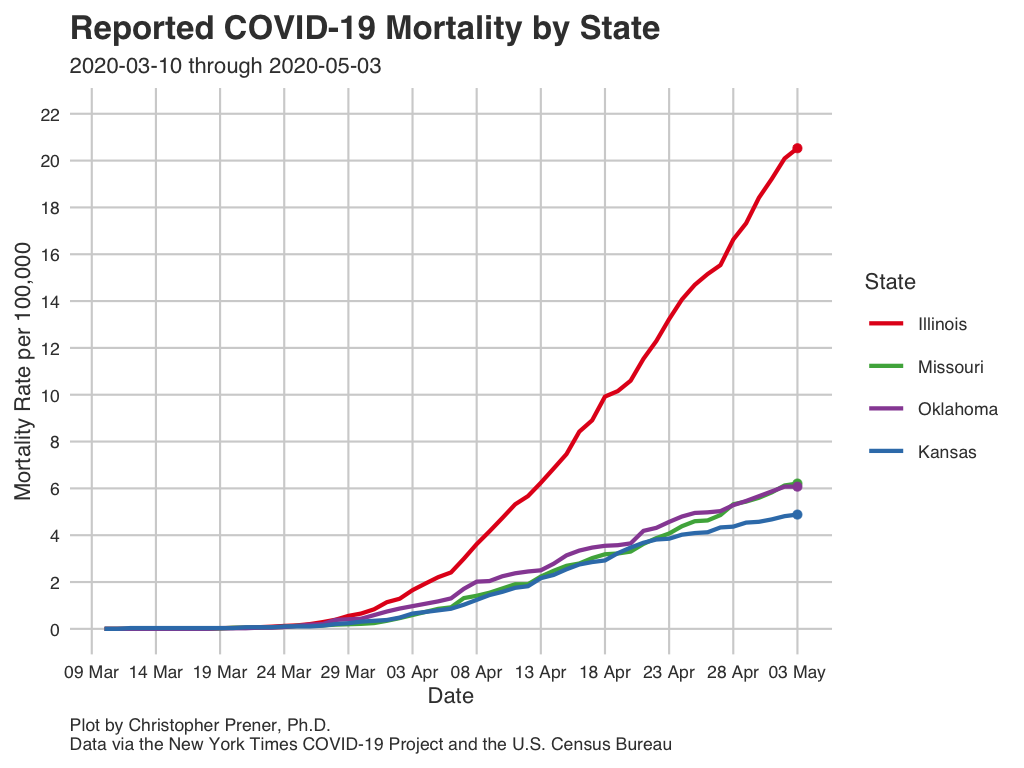 Reported COVID-19 Mortality by State
2020-03-10 through 2020-05-03
Mortality Rate per 100,000
22
20
18
16
14
12
10
8
6
4
2
0
09 Mar 14 Mar 19 Mar 24 Mar 29 Mar 03 Apr 08 Apr 13 Apr 18 Apr 23 Apr 28 Apr 03 May
Date
State
Illinois
Missouri
Oklahoma
Kansas
Plot by Christopher Prener, Ph.D.
Data via the New York Times COVID-19 Project and the U.S. Census Bureau